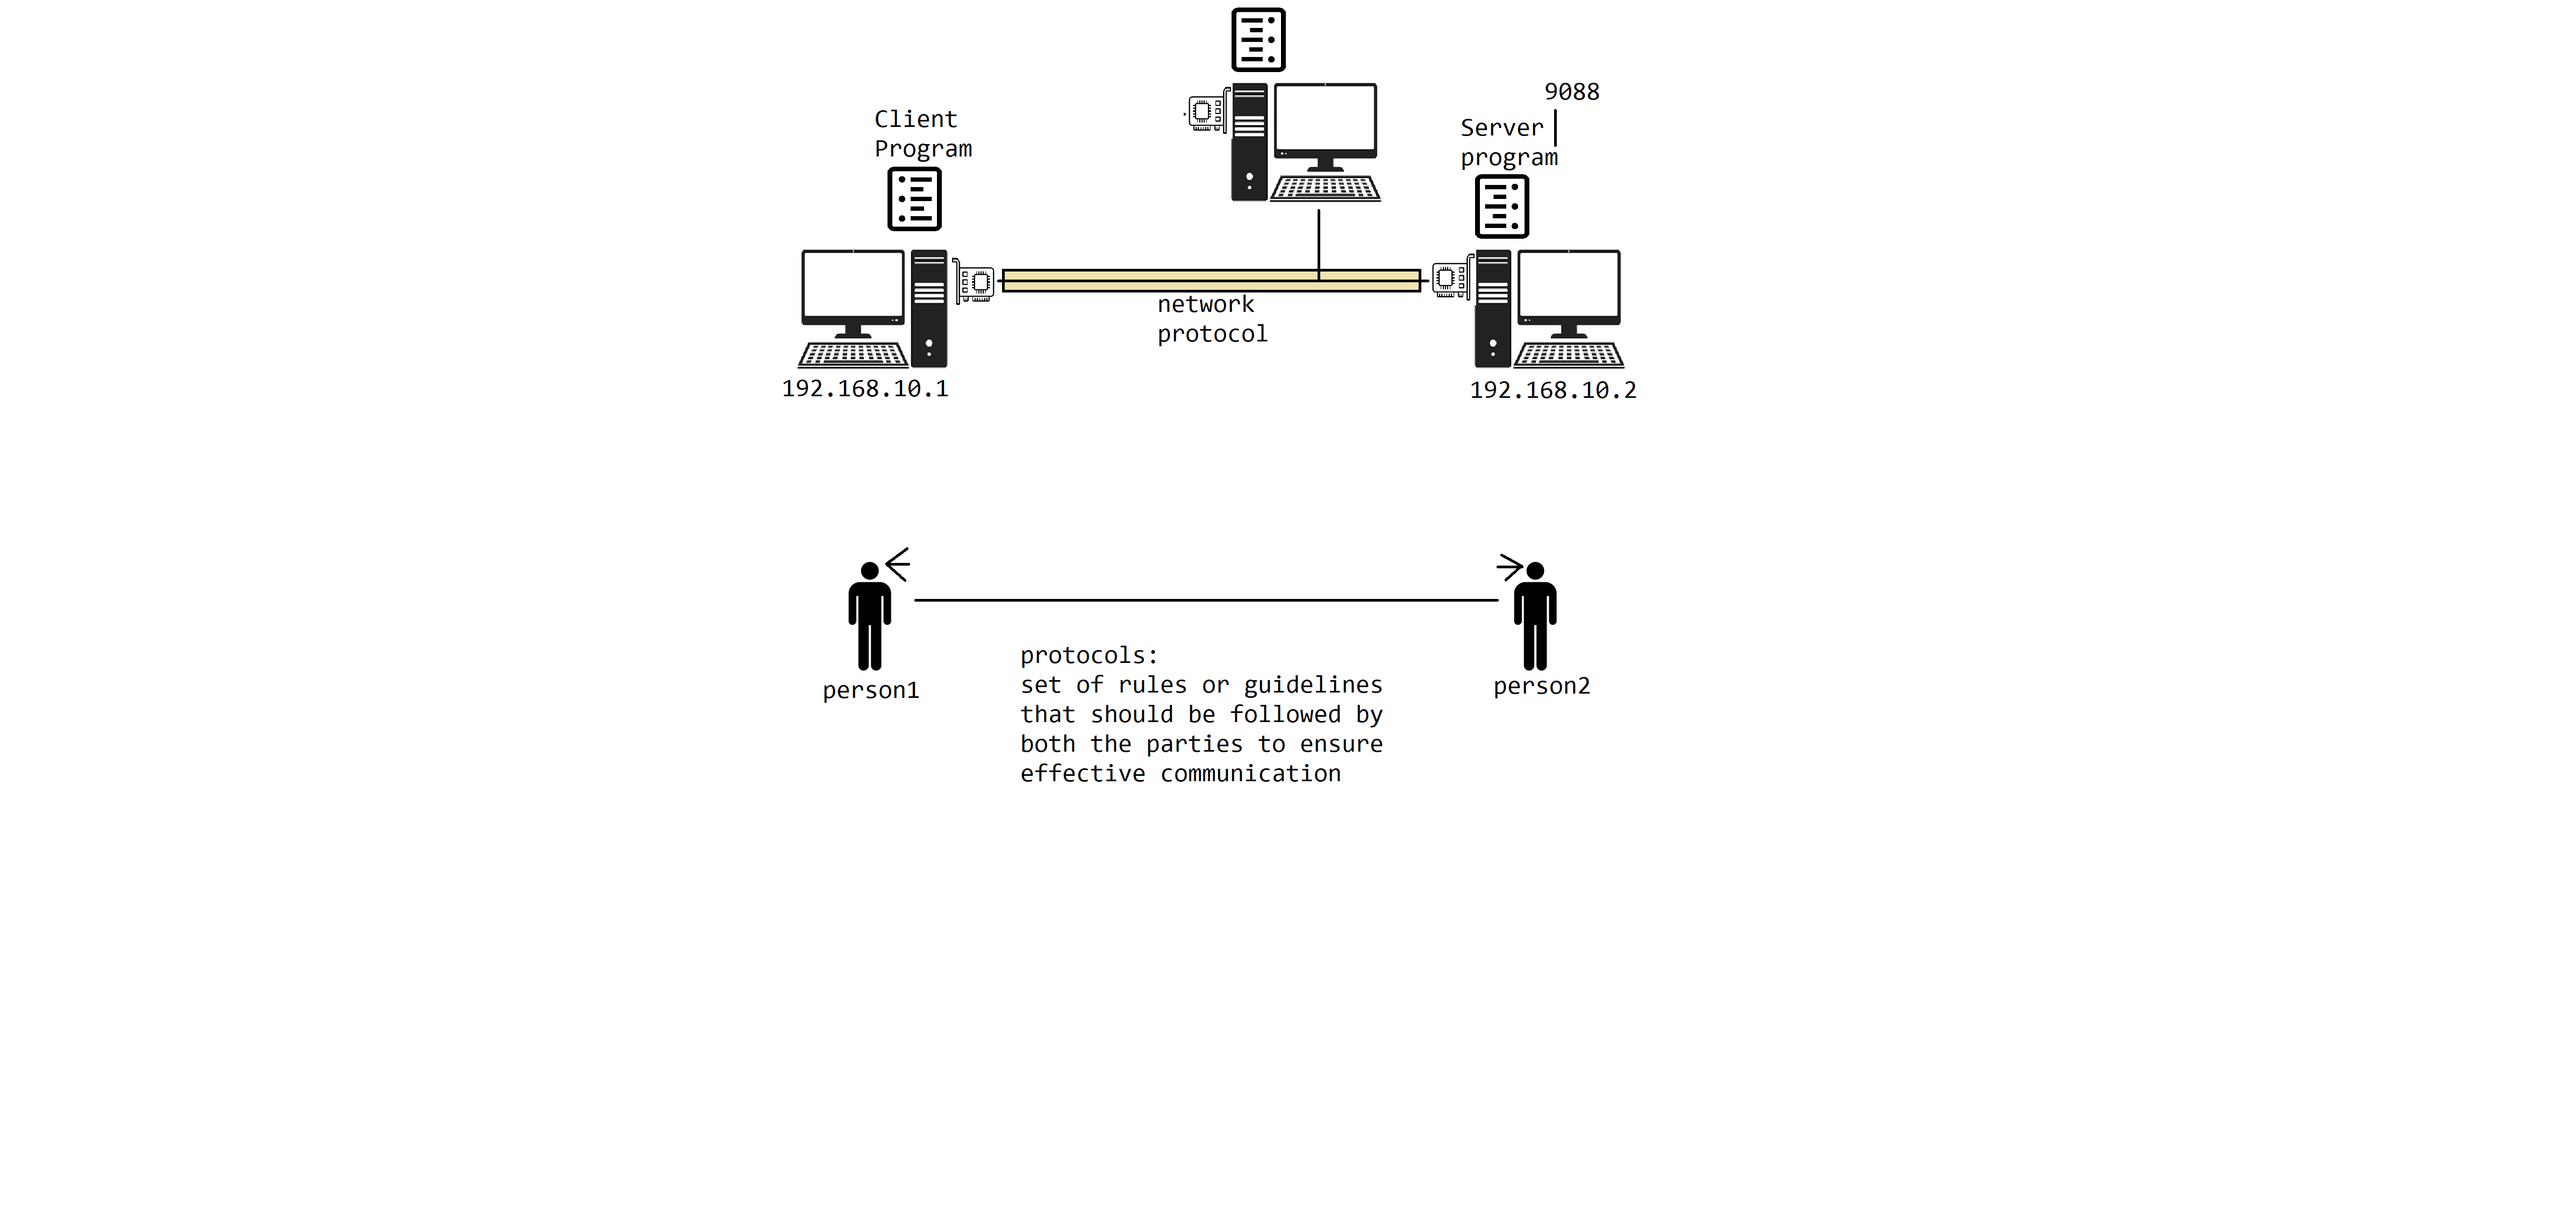 9088
Client
Program
Server
program
network
protocol
192.168.10.1
192.168.10.2
person1
person2
protocols:
set of rules or guidelines
that should be followed by
both the parties to ensure
effective communication